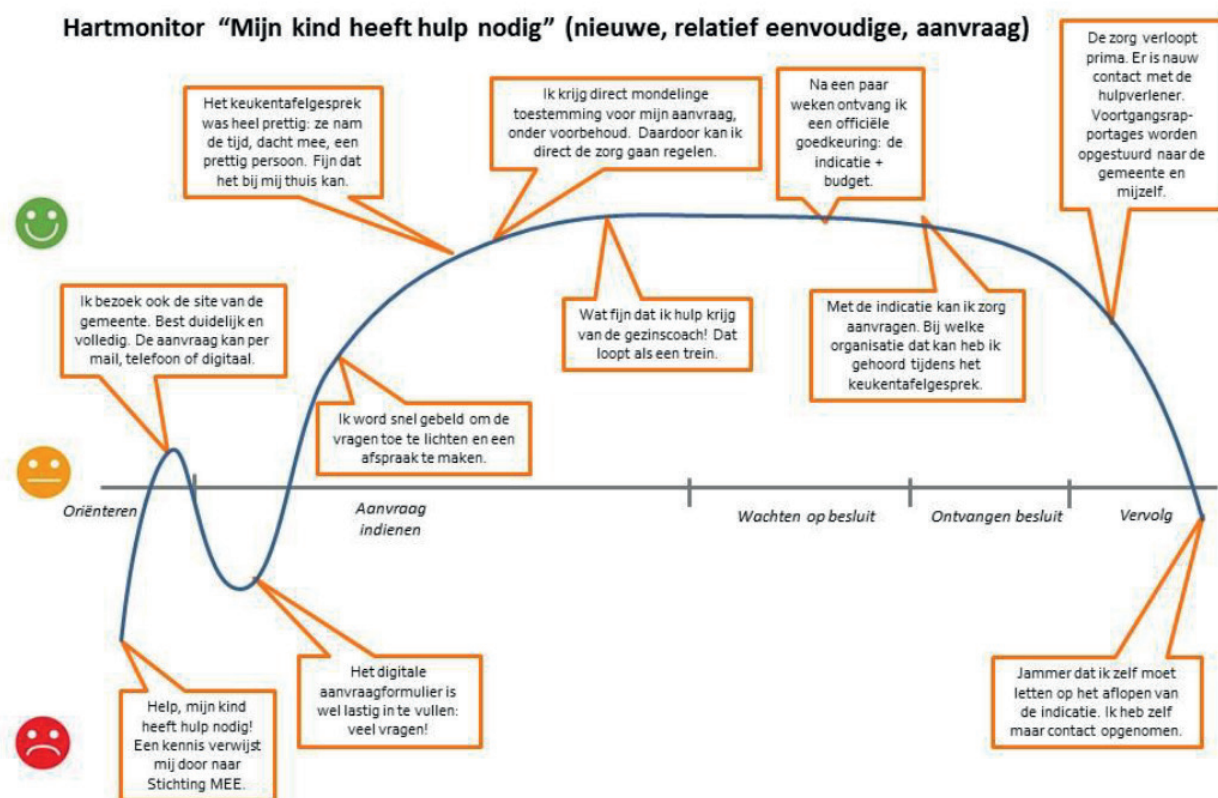 Hartmonitor “Mijn kind heeft hulp nodig” (nieuwe, relatief eenvoudige, aanvraag)
De zorg verloopt
prima. Er is nauw
contact met de
hulpverlener.
Voortgangsrap-
portages worden
opgestuurd naar de
gemeente en
mijzelf.
Het keukentafelgesprek
was heel prettig: ze nam
de tijd, dacht mee, een
prettig persoon. Fijn dat
het bij mij thuis kan.
Ik krijg direct mondelinge
toestemming voor mijn aanvraag,
onder voorbehoud. Daardoor kan ik
direct de zorg gaan regelen.
Na een paar
weken ontvang ik
een officiële
goedkeuring: de
indicatie +
budget.
Ik bezoek ook de site van de
gemeente. Best duidelijk en
volledig. De aanvraag kan per
mail, telefoon of digitaal.
Wat fijn dat ik hulp krijg
van de gezinscoach! Dat
loopt als een trein.
Met de indicatie kan ik zorg
aanvragen. Bij welke
organisatie dat kan heb ik
gehoord tijdens het
keukentafelgesprek.
Ik word snel gebeld om de
vragen toe te lichten en een
afspraak te maken.
Oriënteren
Aanvraag
indienen
Wachten op besluit
Ontvangen besluit
Vervolg
Help, mijn kind
heeft hulp nodig!
Een kennis verwijst
mij door naar
Stichting MEE.
Het digitale
aanvraagformulier is
wel lastig in te vullen:
veel vragen!
Jammer dat ik zelf moet
letten op het aflopen van
de indicatie. Ik heb zelf
maar contact opgenomen.